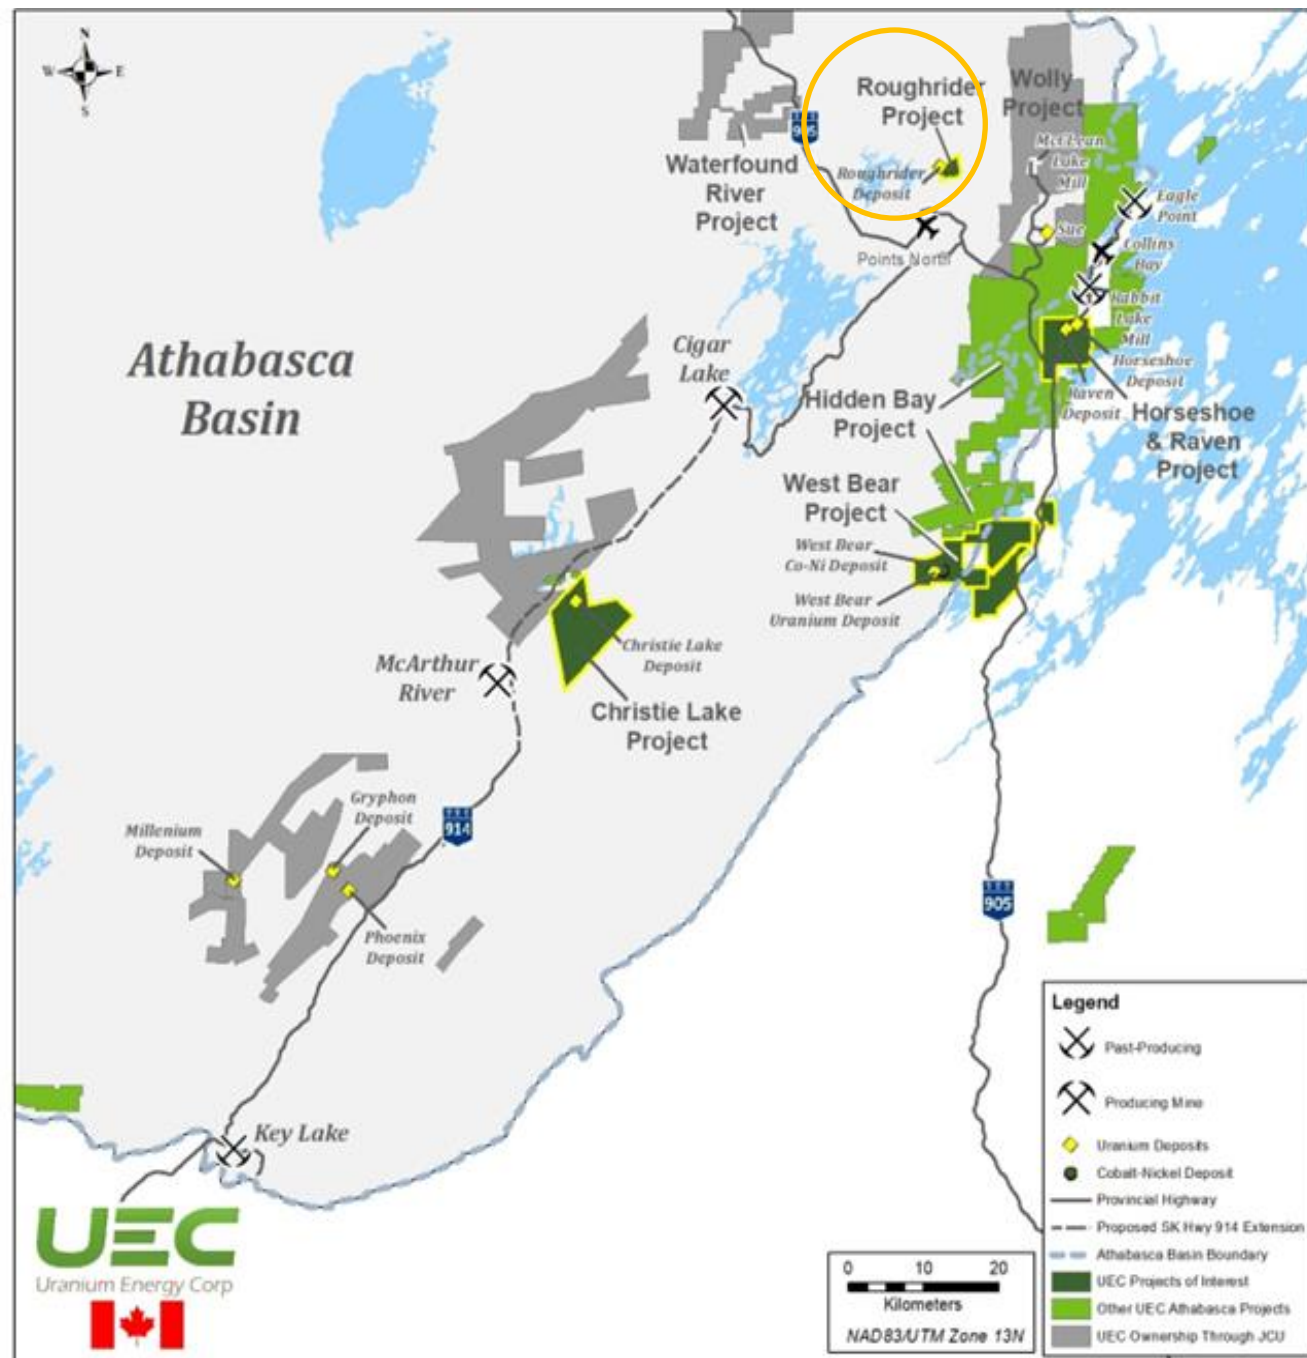 N
W
E
S
Roughrider
Project
Wolly
Project
905
McClean
Lake
Mill
Waterfound
River
Project
Roughrider
Deposit
Eagle
Point
Sue
Points North
Collins
Bay
Rabbit
Lake
Mill
Athabasca
Basin
Cigar
Lake
Horseshoe
Deposit
Raven
Deposit
Hidden Bay
Project
Horseshoe
& Raven
Project
West Bear
Project
West Bear
Co-Ni Deposit
West Bear
Uranium Deposit
Christie Lake
Deposit
McArthur
River
Christie Lake
Project
Gryphon
Deposit
Millenium
Deposit
914
905
Phoenix
Deposit
Key Lake
UEC
Uranium Energy Corp
0 10 20
Kilometers
NAD83/UTM Zone 13N
Legend
Past-Producing
Producing Mine
Uranium Deposits
Cobalt-Nickel Deposit
Provincial Highway
Proposed SK Hwy 914 Extension
Athabasca Basin Boundary
UEC Projects of Interest
Other UEC Athabasca Projects
UEC Ownership Through JCU